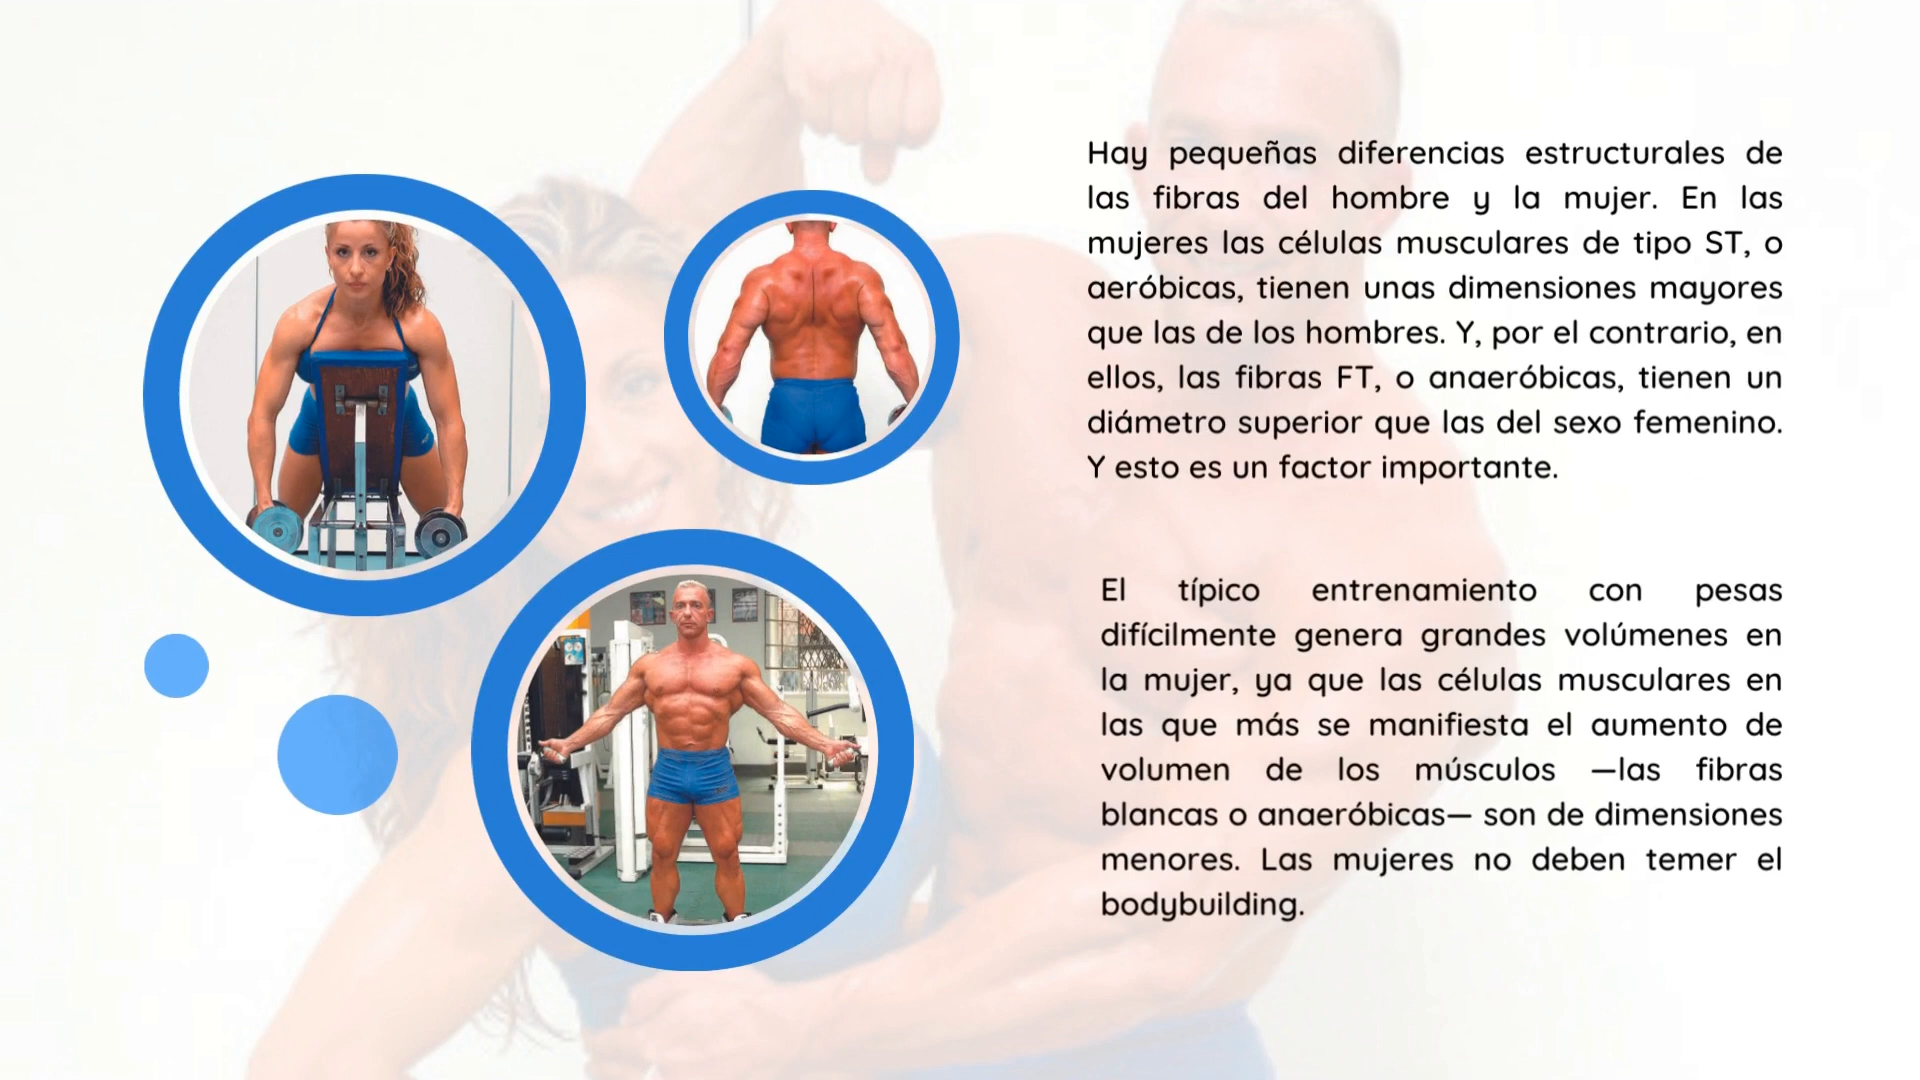 Hay pequeñas diferencias estructurales de
las fibras del hombre y la mujer. En las
mujeres las células musculares de tipo ST, o
aeróbicas, tienen unas dimensiones mayores
que las de los hombres. Y, por el contrario, en
ellos, las fibras FT, o anaeróbicas, tienen un
diámetro superior que las del sexo femenino.
Y esto es un factor importante.
El típico entrenamiento con pesas
difícilmente genera grandes volúmenes en
la mujer, ya que las células musculares en
las que más se manifiesta el aumento de
volumen de los músculos —las fibras
blancas o anaeróbicas— son de dimensiones
menores. Las mujeres no deben temer el
bodybuilding.